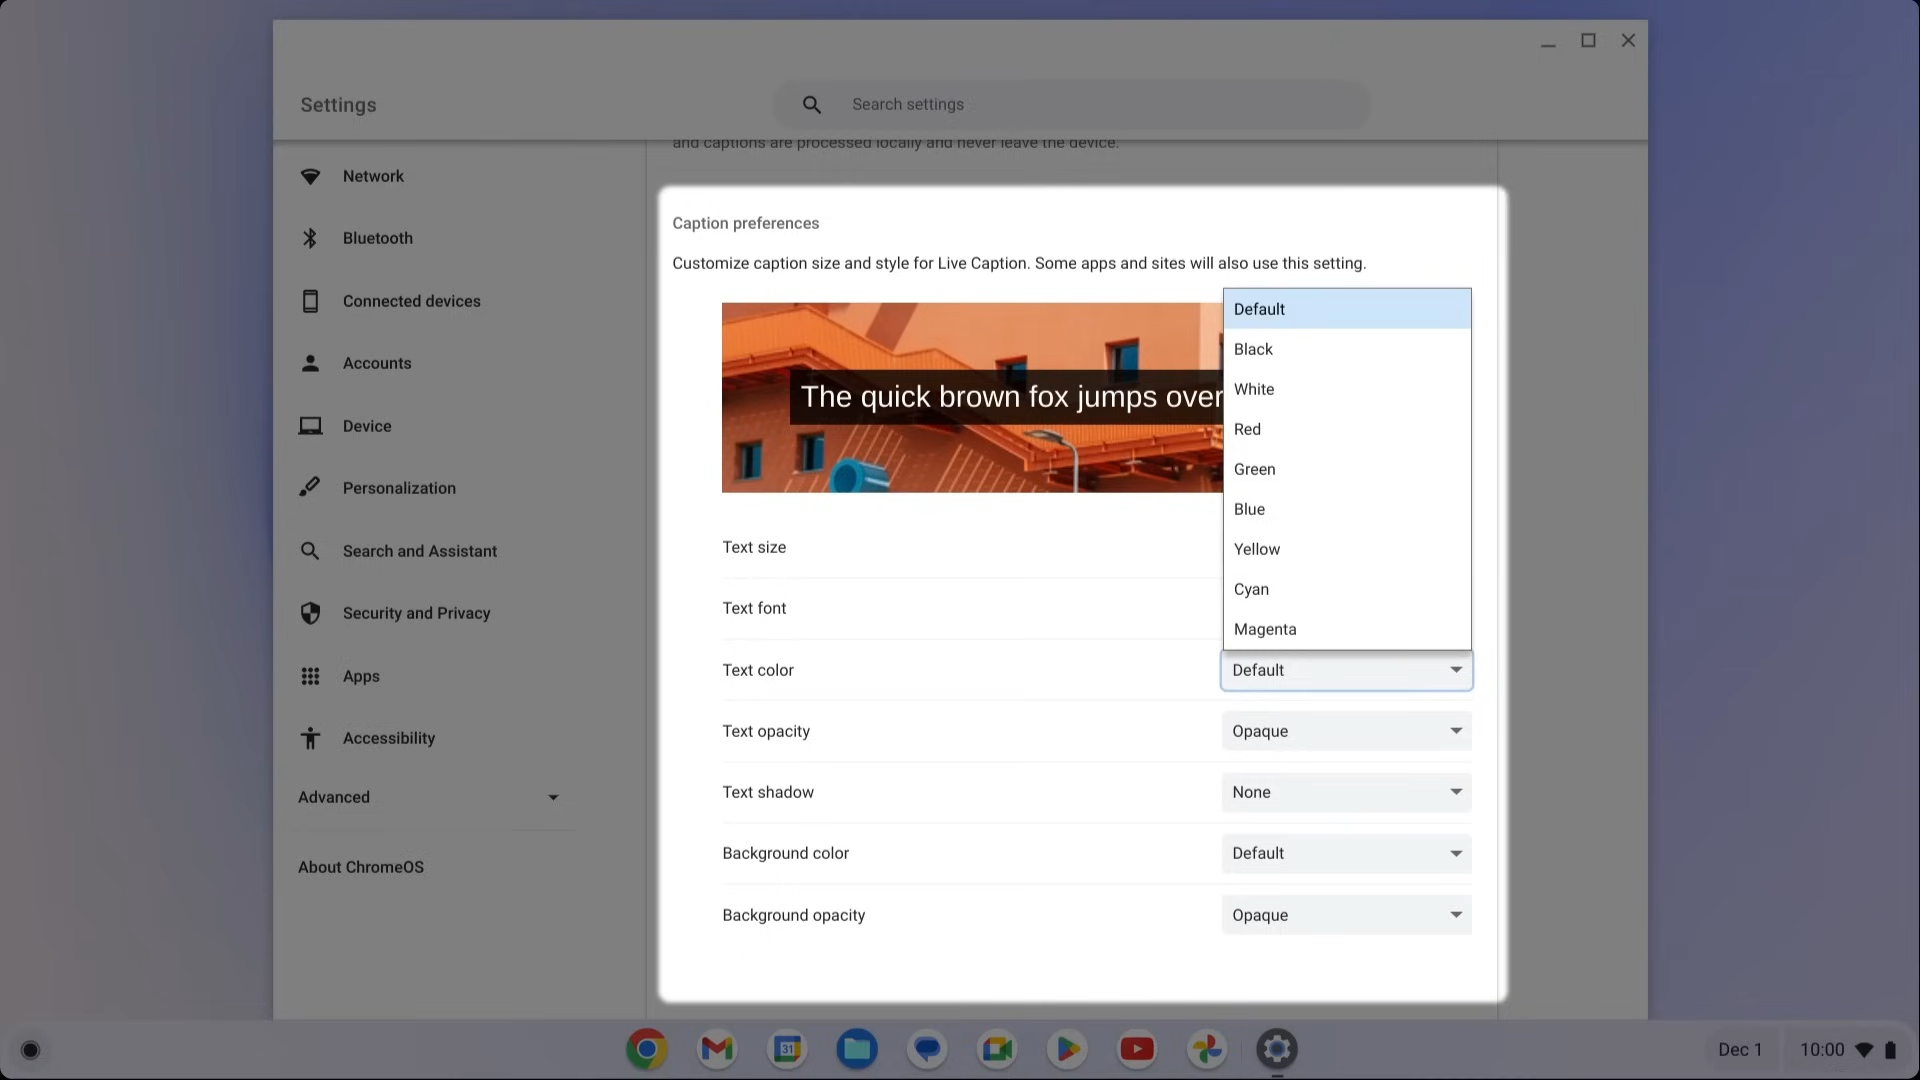 Settings
Search settings
and captions are processed locally and never leave the device.
Network
Bluetooth
Connected devices
Accounts
Device
Personalization
Search and Assistant
Security and Privacy
Apps
Accessibility
Advanced
About ChromeOS
Caption preferences
Customize caption size and style for Live Caption. Some apps and sites will also use this setting.
The quick brown fox jumps over
Default
Black
White
Red
Green
Blue
Yellow
Cyan
Magenta
Text size
Text font
Text color Default
Text opacity Opaque
Text shadow None
Background color Default
Background opacity Opaque
31
Dec 1 10:00